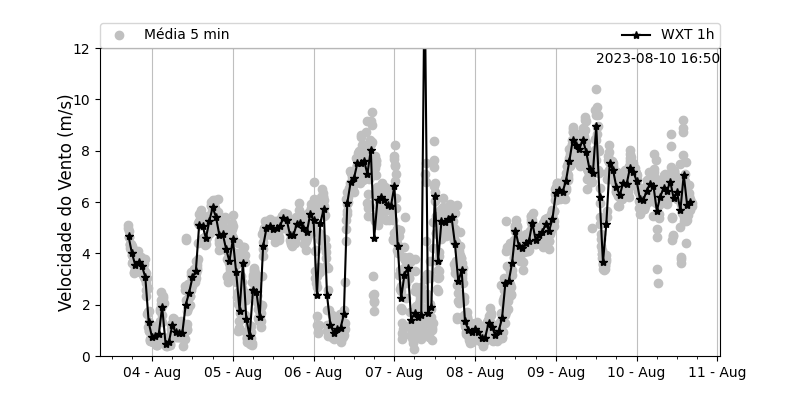 Média 5 min WXT 1h
2023-08-10 16:50
Velocidade do Vento (m/s)
12
10
8
6
4
2
0
04 - Aug 05 - Aug 06 - Aug 07 - Aug 08 - Aug 09 - Aug 10 - Aug 11 - Aug